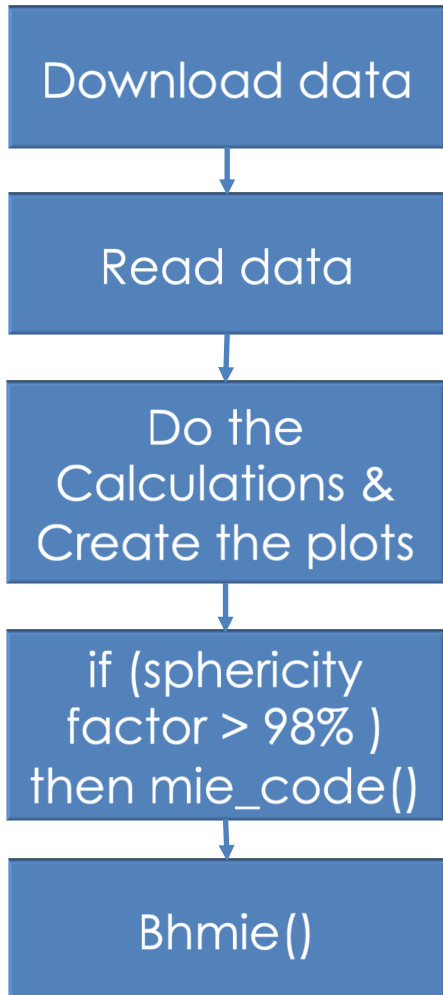 Download data
Read data
Do the
Calculations &
Create the plots
if (sphericity
factor > 98% )
then mie_code()
Bhmie()